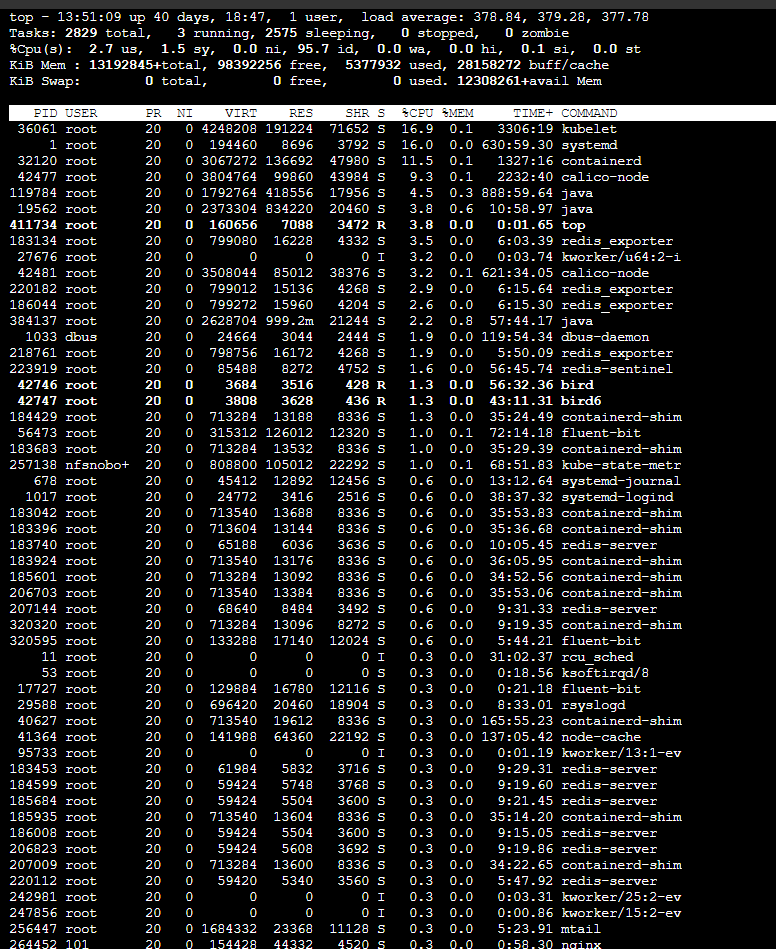 top - 13:51:09 up 40 days, 18:47,  1 user,  load average: 378.84, 379.28, 377.78
Tasks: 2829 total,   3 running, 2575 sleeping,   0 stopped,   0 zombie
%Cpu(s):  2.7 us,  1.5 sy,  0.0 ni, 95.7 id,  0.0 wa,  0.0 hi,  0.1 si,  0.0 st
KiB Mem : 13192845+total, 98392256 free,  5377932 used, 28158272 buff/cache
KiB Swap:        0 total,        0 free,        0 used. 12308261+avail Mem
PID USER PR NI VIRT RES SHR S %CPU %MEM TIME+ COMMAND
36061 root 20 0 4248208 191224 71652 S 16.9 0.1 3306:19 kubelet
1 root 20 0 194460 8696 3792 S 16.0 0.0 630:59.30 systemd
32120 root 20 0 3067272 136692 47980 S 11.5 0.1 1327:16 containerd
42477 root 20 0 3804764 99860 43984 S 9.3 0.1 2232:40 calico-node
119784 root 20 0 1792764 418556 17956 S 4.5 0.3 888:59.64 java
19562 root 20 0 2373304 834220 20460 S 3.8 0.6 10:58.97 java
411734 root 20 0 160656 7088 3472 R 3.8 0.0 0:01.65 top
183134 root 20 0 799080 16228 4332 S 3.5 0.0 6:03.39 redis_exporter
27676 root 20 0 0 0 0 I 3.2 0.0 0:03.74 kworker/u64:2-i
42481 root 20 0 3508044 85012 38376 S 3.2 0.1 621:34.05 calico-node
220182 root 20 0 799012 15136 4268 S 2.9 0.0 6:15.64 redis_exporter
186044 root 20 0 799272 15960 4204 S 2.6 0.0 6:15.30 redis_exporter
384137 root 20 0 2628704 999.2m 21244 S 2.2 0.8 57:44.17 java
1033 dbus 20 0 24664 3044 2444 S 1.9 0.0 119:54.34 dbus-daemon
218761 root 20 0 798756 16172 4268 S 1.9 0.0 5:50.09 redis_exporter
223919 root 20 0 85488 8272 4752 S 1.6 0.0 56:45.74 redis-sentinel
42746 root 20 0 3684 3516 428 R 1.3 0.0 56:32.36 bird
42747 root 20 0 3808 3628 436 R 1.3 0.0 43:11.31 bird6
184429 root 20 0 713284 13188 8336 S 1.3 0.0 35:24.49 containerd-shim
56473 root 20 0 315312 126012 12320 S 1.0 0.1 72:14.18 fluent-bit
183683 root 20 0 713284 13532 8336 S 1.0 0.0 35:29.39 containerd-shim
257138 nfsnobo+ 20 0 808800 105012 22292 S 1.0 0.1 68:51.83 kube-state-metr
678 root 20 0 45412 12892 12456 S 0.6 0.0 13:12.64 systemd-journal
1017 root 20 0 24772 3416 2516 S 0.6 0.0 38:37.32 systemd-logind
183042 root 20 0 713540 13688 8336 S 0.6 0.0 35:53.83 containerd-shim
183396 root 20 0 713604 13144 8336 S 0.6 0.0 35:36.68 containerd-shim
183740 root 20 0 65188 6036 3636 S 0.6 0.0 10:05.45 redis-server
183924 root 20 0 713540 13176 8336 S 0.6 0.0 36:05.95 containerd-shim
185601 root 20 0 713284 13092 8336 S 0.6 0.0 34:52.56 containerd-shim
206703 root 20 0 713540 13384 8336 S 0.6 0.0 35:53.06 containerd-shim
207144 root 20 0 68640 8484 3492 S 0.6 0.0 9:31.33 redis-server
320320 root 20 0 713284 13096 8272 S 0.6 0.0 9:19.35 containerd-shim
320595 root 20 0 133288 17140 12024 S 0.6 0.0 5:44.21 fluent-bit
11 root 20 0 0 0 0 I 0.3 0.0 31:02.37 rcu_sched
53 root 20 0 0 0 0 S 0.3 0.0 0:18.56 ksoftirqd/8
17727 root 20 0 129884 16780 12116 S 0.3 0.0 0:21.18 fluent-bit
29588 root 20 0 696420 20460 18904 S 0.3 0.0 8:33.01 rsyslogd
40627 root 20 0 713540 19612 8336 S 0.3 0.0 165:55.23 containerd-shim
41364 root 20 0 141988 64360 22192 S 0.3 0.0 137:05.42 node-cache
95733 root 20 0 0 0 0 I 0.3 0.0 0:01.19 kworker/13:1-ev
183453 root 20 0 61984 5832 3716 S 0.3 0.0 9:29.31 redis-server
184599 root 20 0 59424 5748 3768 S 0.3 0.0 9:19.60 redis-server
185684 root 20 0 59424 5504 3600 S 0.3 0.0 9:21.45 redis-server
185935 root 20 0 713540 13604 8336 S 0.3 0.0 35:14.20 containerd-shim
186008 root 20 0 59424 5504 3600 S 0.3 0.0 9:15.05 redis-server
206823 root 20 0 59424 5608 3692 S 0.3 0.0 9:19.86 redis-server
207009 root 20 0 713284 13600 8336 S 0.3 0.0 34:22.65 containerd-shim
220112 root 20 0 59420 5340 3560 S 0.3 0.0 5:47.92 redis-server
242981 root 20 0 0 0 0 I 0.3 0.0 0:03.31 kworker/25:2-ev
247856 root 20 0 0 0 0 I 0.3 0.0 0:00.86 kworker/15:2-ev
256447 root 20 0 1684332 23368 11128 S 0.3 0.0 5:23.91 mtail
264452 101 20 0 154428 44332 4520 S 0.3 0.0 0:58.30 nginx